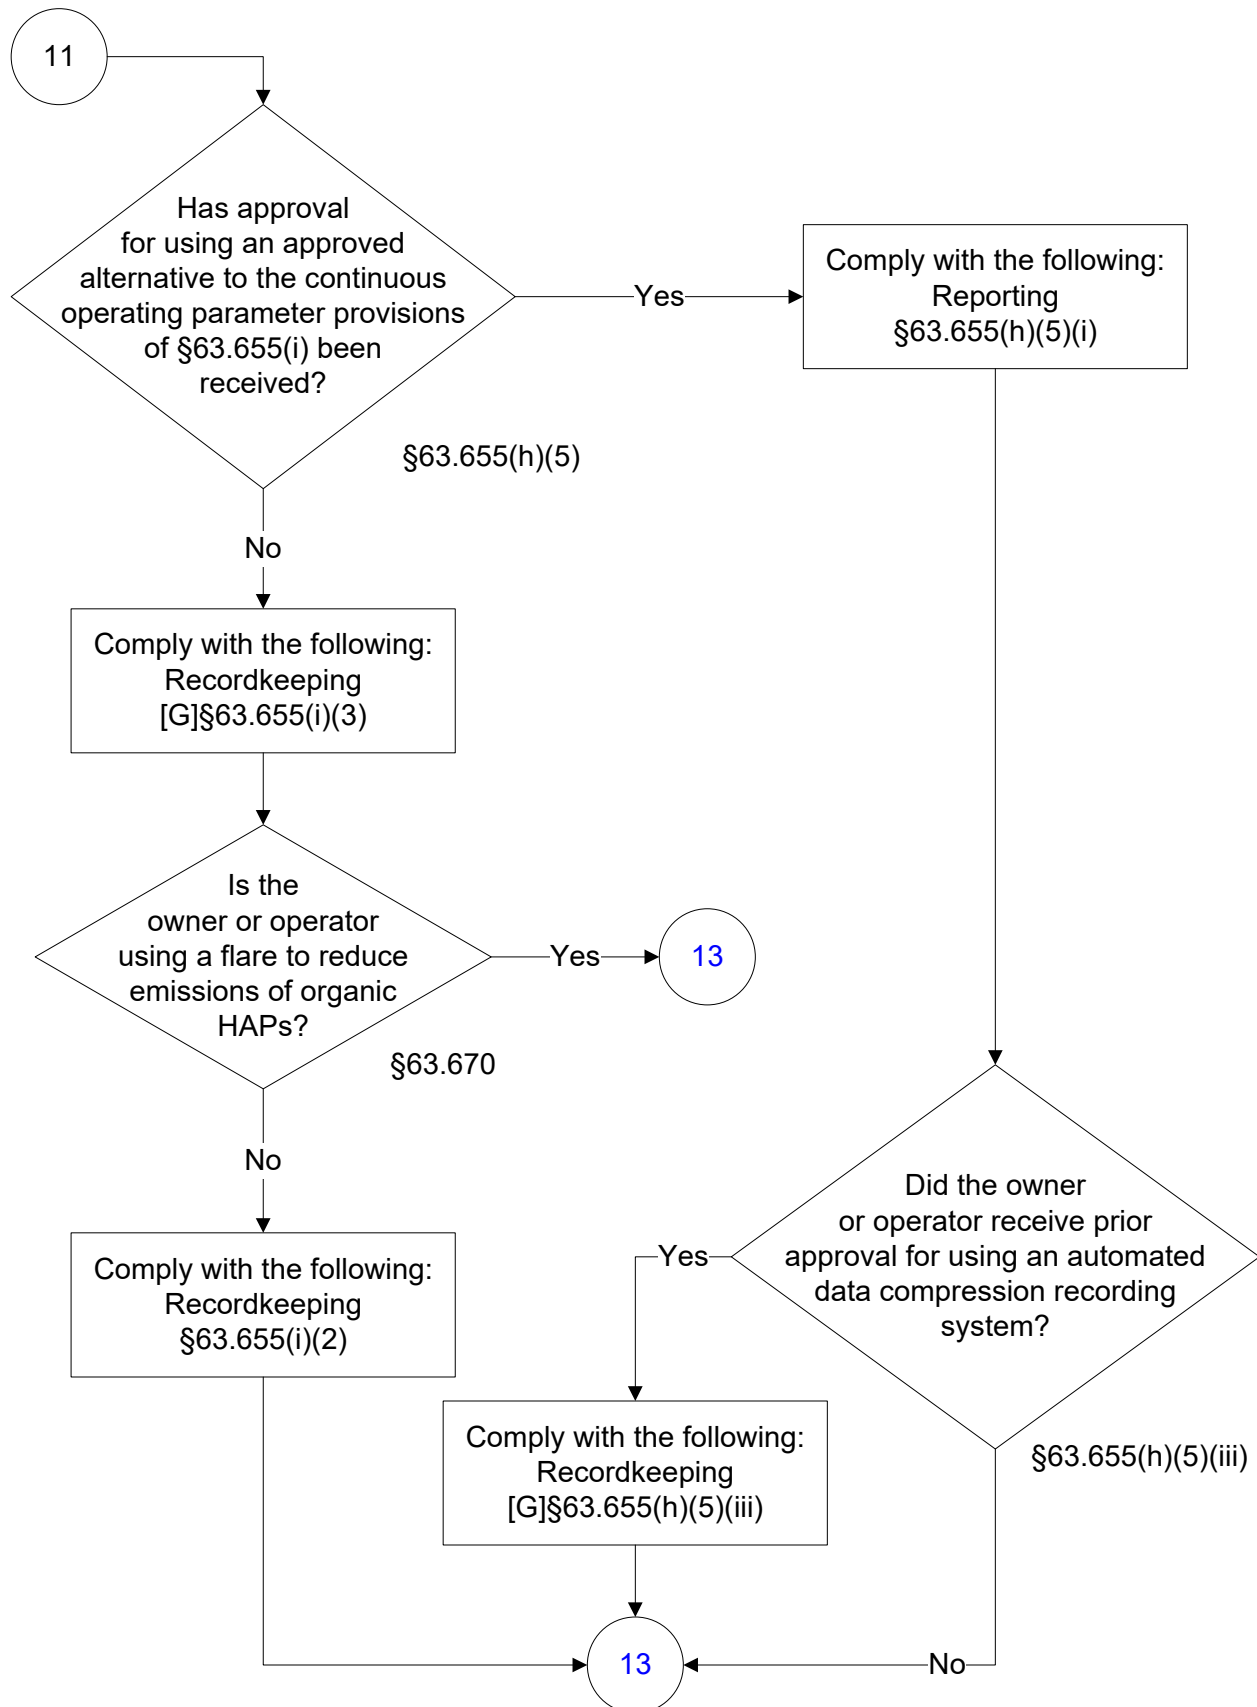 11
Has approval
for using an approved
alternative to the continuous
operating parameter provisions
of §63.655(i) been
received?
§63.655(h)(5)
Yes
Comply with the following:
Reporting
§63.655(h)(5)(i)
No
Comply with the following:
Recordkeeping
[G]§63.655(i)(3)
Is the
owner or operator
using a flare to reduce
emissions of organic
HAPs?
§63.670
Yes
13
No
Comply with the following:
Recordkeeping
§63.655(i)(2)
Did the owner
or operator receive prior
approval for using an automated
data compression recording
system?
§63.655(h)(5)(iii)
Yes
Comply with the following:
Recordkeeping
[G]§63.655(h)(5)(iii)
No
13